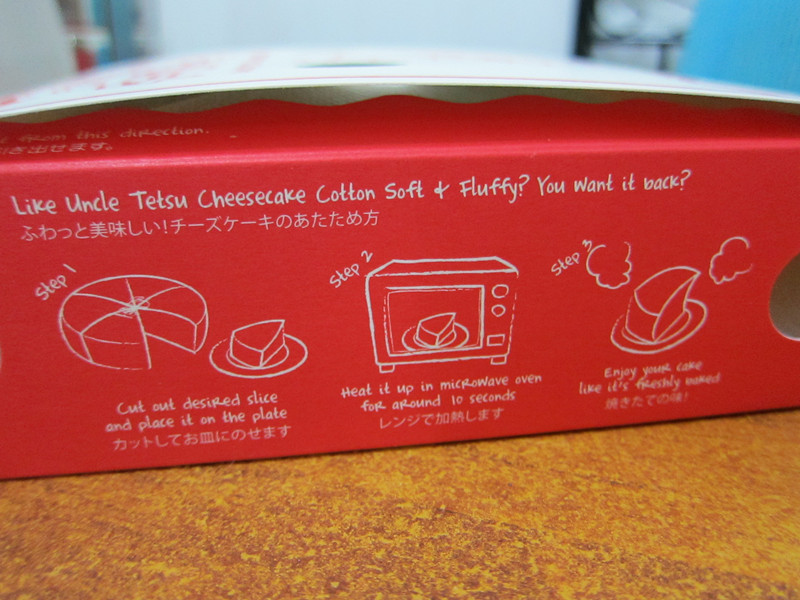 from this direction.
き出せます。
Like Uncle Tetsu Cheesecake Cotton Soft & Fluffy? You want it back?
ふわっと美味しい!チーズケーキのあたため方
Step 1
Cut out desired slice
and place it on the plate
カットしてお皿にのせます
Step 2
Heat it up in microwave oven
for around 10 seconds
レンジで加熱します
Step 3
Enjoy your cake
like it's freshly baked
焼きたての味!